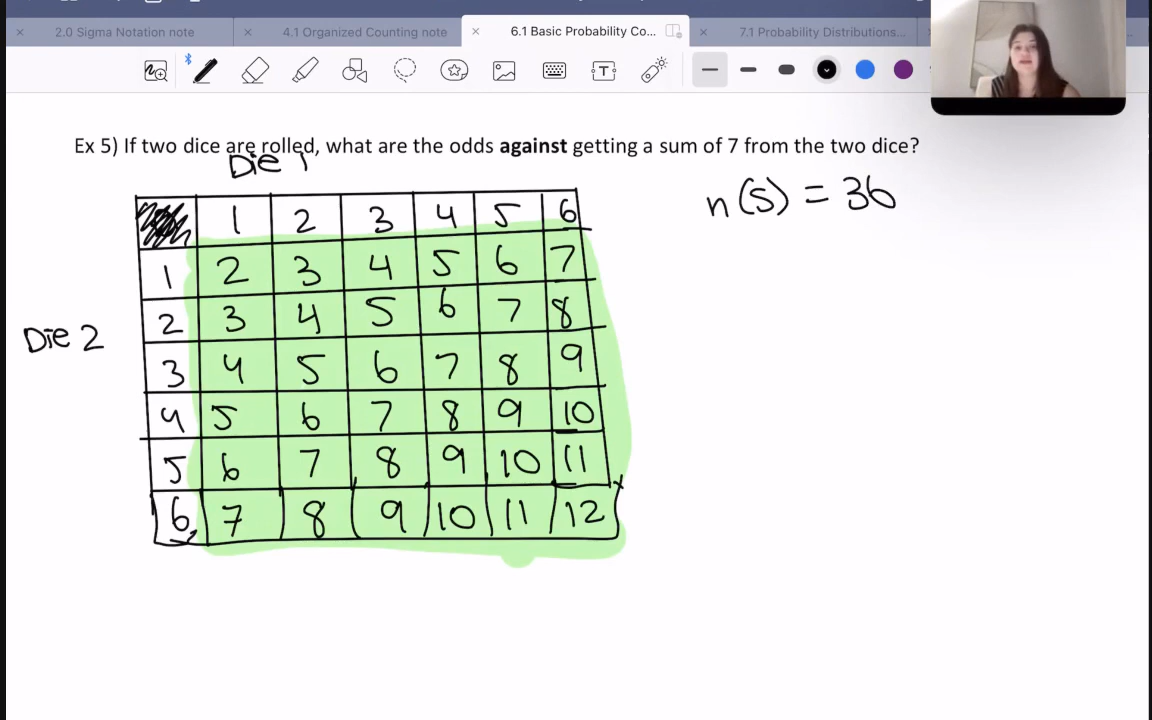 2.0 Sigma Notation note
4.1 Organized Counting note
6.1 Basic Probability Co...
7.1 Probability Distributions...
T
Ex 5) If two dice are rolled, what are the odds against getting a sum of 7 from the two dice?
Die 1
n(S) = 36
1 2 3 4 5 6
1 2 3 4 5 6 7
2 3 4 5 6 7 8
Die 2
3 4 5 6 7 8 9
4 5 6 7 8 9 10
5 6 7 8 9 10 11
6 7 8 9 10 11 12